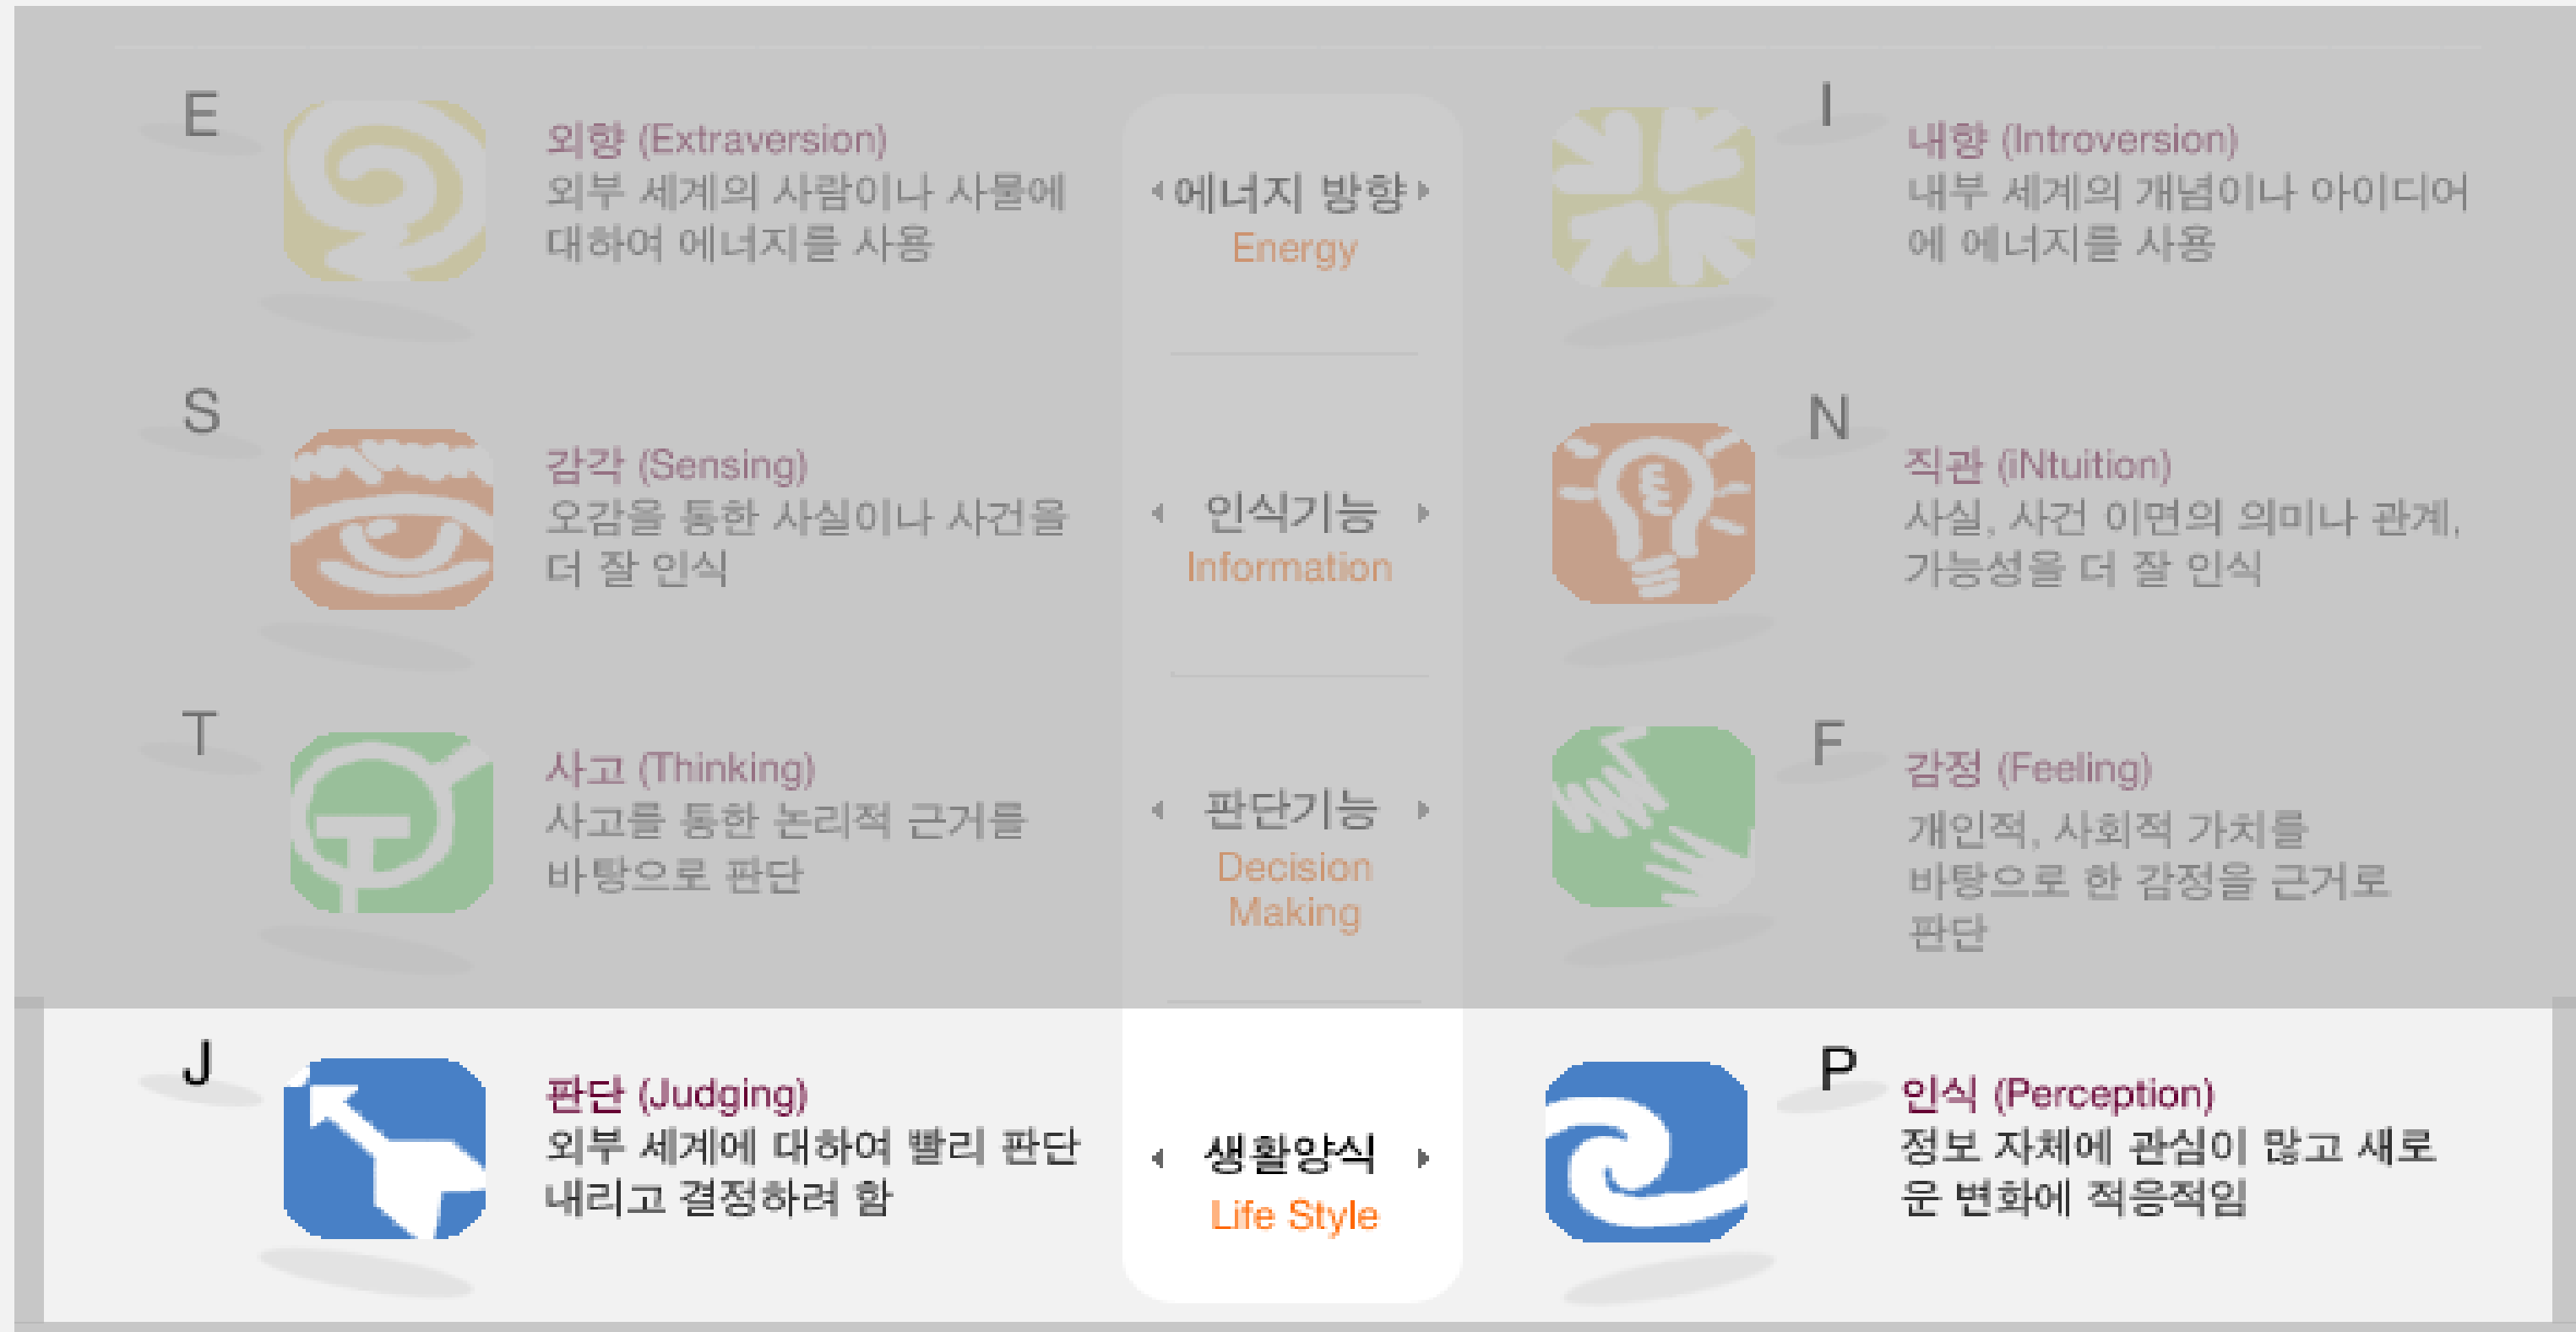 E
외향 (Extraversion)
외부 세계의 사람이나 사물에
대하여 에너지를 사용
에너지 방향
Energy
I
내향 (Introversion)
내부 세계의 개념이나 아이디어
에 에너지를 사용
S
감각 (Sensing)
오감을 통한 사실이나 사건을
더 잘 인식
인식기능
Information
N
직관 (iNtuition)
사실, 사건 이면의 의미나 관계,
가능성을 더 잘 인식
T
사고 (Thinking)
사고를 통한 논리적 근거를
바탕으로 판단
판단기능
Decision
Making
F
감정 (Feeling)
개인적, 사회적 가치를
바탕으로 한 감정을 근거로
판단
J
판단 (Judging)
외부 세계에 대하여 빨리 판단
내리고 결정하려 함
생활양식
Life Style
P
인식 (Perception)
정보 자체에 관심이 많고 새로
운 변화에 적응적임